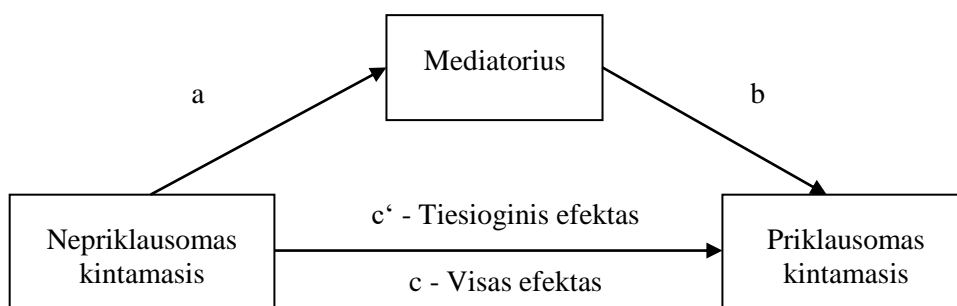 Mediatorius
a
b
c‘ - Tiesioginis efektas
Nepriklausomas
kintamasis
Priklausomas
kintamasis
c - Visas efektas